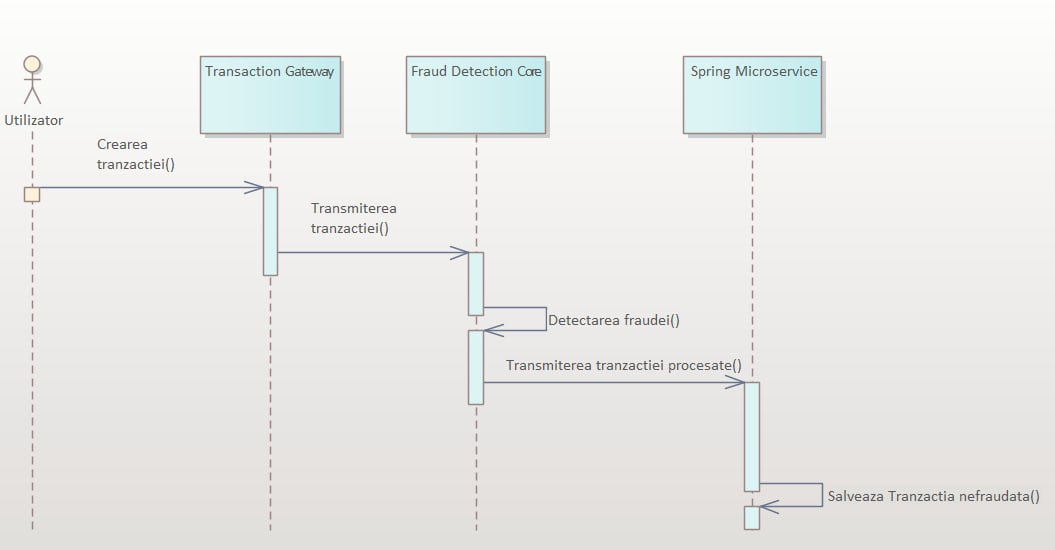 Transaction Gateway
Fraud Detection Core
Spring Microservice
Utilizator
Crearea
tranzactiei()
Transmiterea
tranzactiei()
Detectarea fraudei()
Transmiterea tranzactiei procesate()
Salveaza Tranzactia nefraudata()